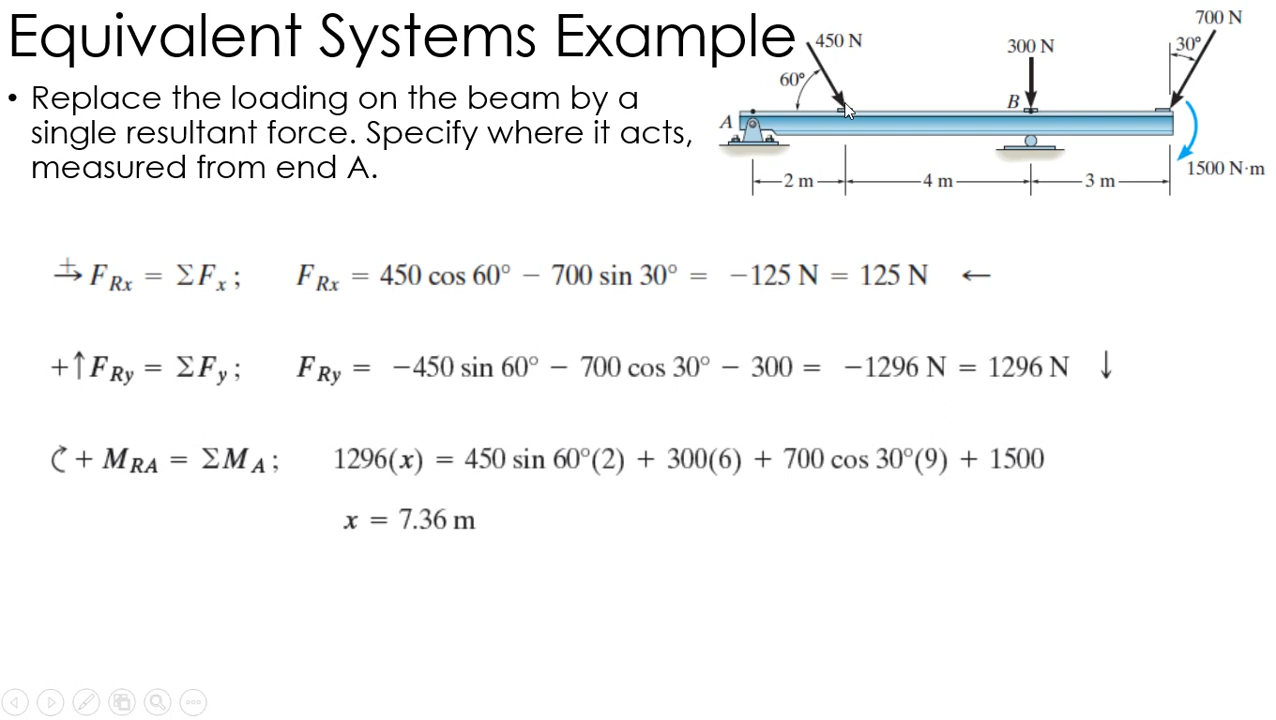 Equivalent Systems Example
• Replace the loading on the beam by a
single resultant force. Specify where it acts,
measured from end A.
450 N
60°
300 N
700 N
30°
A
B
2 m
4 m
3 m
1500 N·m
→+ F_Rx = ΣF_x; F_Rx = 450 cos 60° − 700 sin 30° = −125 N = 125 N ←
+↑F_Ry = ΣF_y; F_Ry = −450 sin 60° − 700 cos 30° − 300 = −1296 N = 1296 N ↓
↻+ M_RA = ΣM_A; 1296(x) = 450 sin 60°(2) + 300(6) + 700 cos 30°(9) + 1500
x = 7.36 m